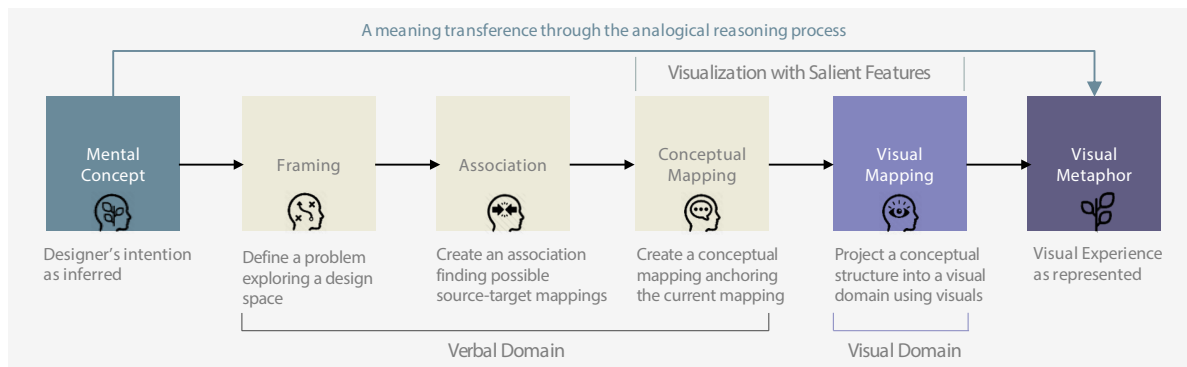 A meaning transference through the analogical reasoning process
Visualization with Salient Features
Mental
Concept
Framing
Association
Conceptual
Mapping
Visual
Mapping
Visual
Metaphor
Designer's intention
as inferred
Define a problem
exploring a design
space
Create an association
finding possible
source-target mappings
Create a conceptual
mapping anchoring
the current mapping
Project a conceptual
structure into a visual
domain using visuals
Visual Experience
as represented
Verbal Domain
Visual Domain